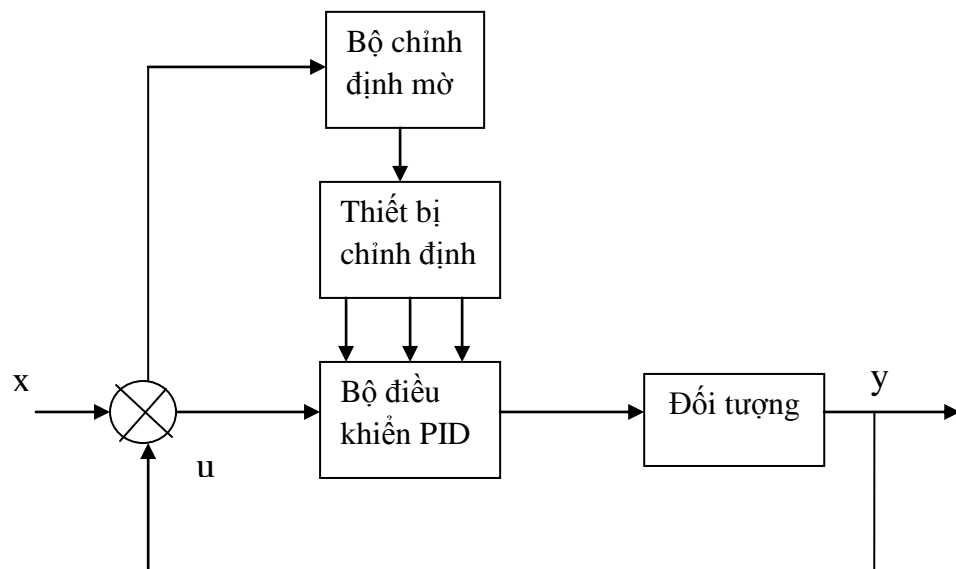 Bộ chỉnh
định mờ
Thiết bị
chỉnh định
x
Bộ điều
khiển PID
Đối tượng
y
u